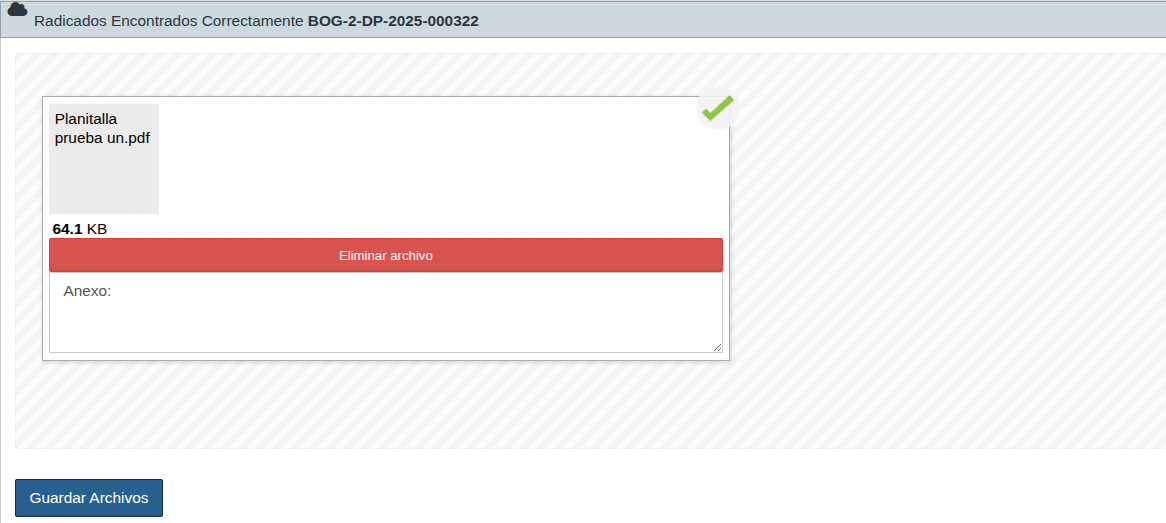 Radicados Encontrados Correctamente BOG-2-DP-2025-000322
Planitalla
prueba un.pdf
64.1 KB
Eliminar archivo
Anexo:
Guardar Archivos